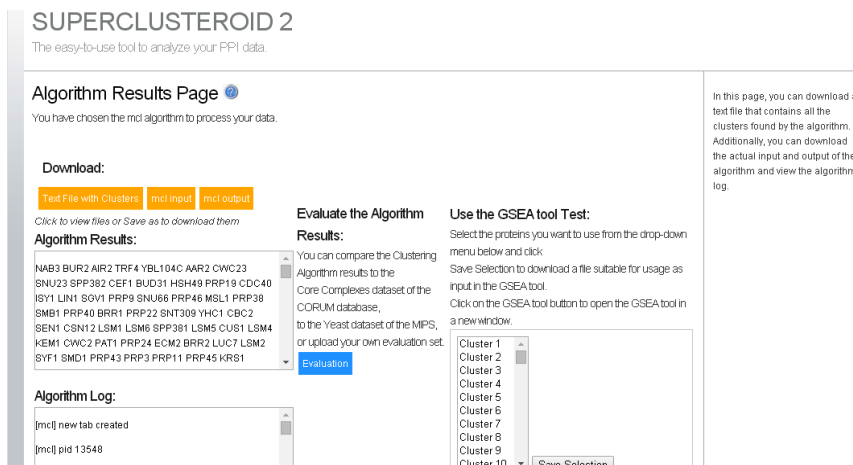 SUPERCLUSTEROID 2
The easy-to-use tool to analyze your PPI data.
Algorithm Results Page
You have chosen the mcl algorithm to process your data.
Download:
Text File with Clusters
mcl input
mcl output
Click to view files or Save as to download them
Algorithm Results:
NAB3 BUR2 AIR2 TRF4 YBL104C AAR2 CWC23
SNU23 SPP382 CEF1 BUD31 HSH49 PRP19 CDC40
ISY1 LIN1 SGV1 PRP9 SNU66 PRP46 MSL1 PRP38
SMB1 PRP40 BRR1 PRP22 SNT309 YHC1 CBC2
SEN1 CSN12 LSM1 LSM6 SPP381 LSM5 CUS1 LSM4
KEM1 CWC2 PAT1 PRP24 ECM2 BRR2 LUC7 LSM2
SYF1 SMD1 PRP43 PRP3 PRP11 PRP45 KRS1
Algorithm Log:
[mcl] new tab created
[mcl] pid 13548
Evaluate the Algorithm
Results:
You can compare the Clustering
Algorithm results to the
Core Complexes dataset of the
CORUM database,
to the Yeast dataset of the MIPS,
or upload your own evaluation set.
Evaluation
Use the GSEA tool Test:
Select the proteins you want to use from the drop-down
menu below and click
Save Selection to download a file suitable for usage as
input in the GSEA tool.
Click on the GSEA tool button to open the GSEA tool in
a new window.
Cluster 1
Cluster 2
Cluster 3
Cluster 4
Cluster 5
Cluster 6
Cluster 7
Cluster 8
Cluster 9
Cluster 10
Save Selection
In this page, you can download a
text file that contains all the
clusters found by the algorithm.
Additionally, you can download
the actual input and output of the
algorithm and view the algorithm
log.